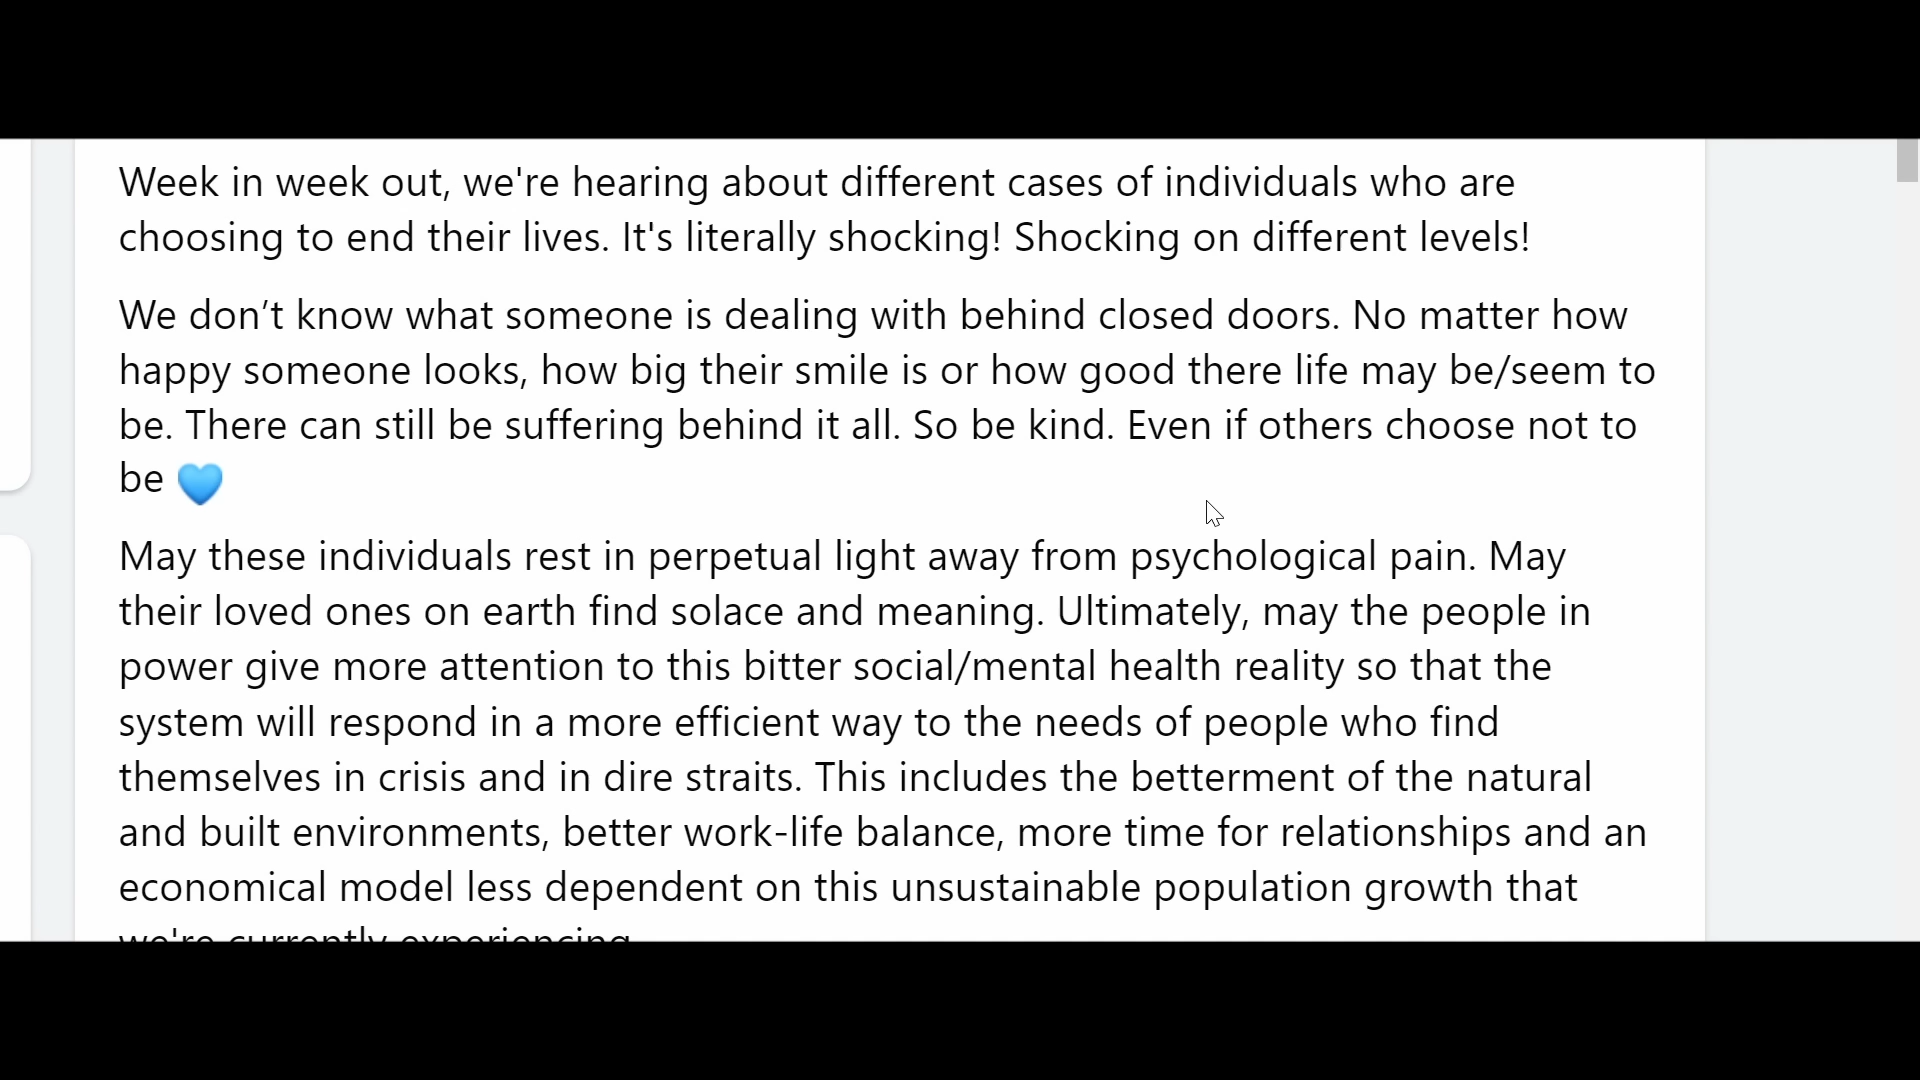 Week in week out, we're hearing about different cases of individuals who are
choosing to end their lives. It's literally shocking! Shocking on different levels!
We don’t know what someone is dealing with behind closed doors. No matter how
happy someone looks, how big their smile is or how good there life may be/seem to
be. There can still be suffering behind it all. So be kind. Even if others choose not to
be 💙
May these individuals rest in perpetual light away from psychological pain. May
their loved ones on earth find solace and meaning. Ultimately, may the people in
power give more attention to this bitter social/mental health reality so that the
system will respond in a more efficient way to the needs of people who find
themselves in crisis and in dire straits. This includes the betterment of the natural
and built environments, better work-life balance, more time for relationships and an
economical model less dependent on this unsustainable population growth that
we're currently experiencing